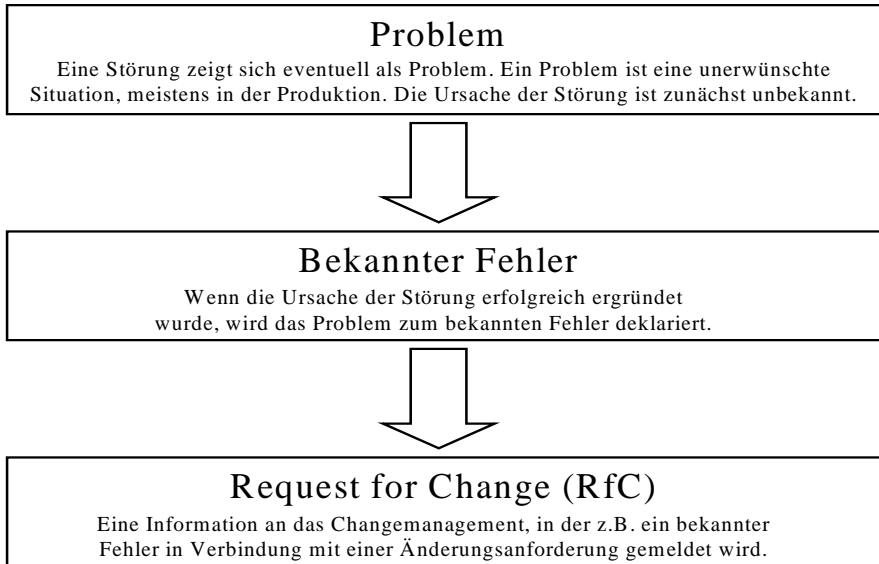 Problem
Eine Störung zeigt sich eventuell als Problem. Ein Problem ist eine unerwünschte
Situation, meistens in der Produktion. Die Ursache der Störung ist zunächst unbekannt.
Bekannter Fehler
Wenn die Ursache der Störung erfolgreich ergründet
wurde, wird das Problem zum bekannten Fehler deklariert.
Request for Change (RfC)
Eine Information an das Changemanagement, in der z.B. ein bekannter
Fehler in Verbindung mit einer Änderungsanforderung gemeldet wird.